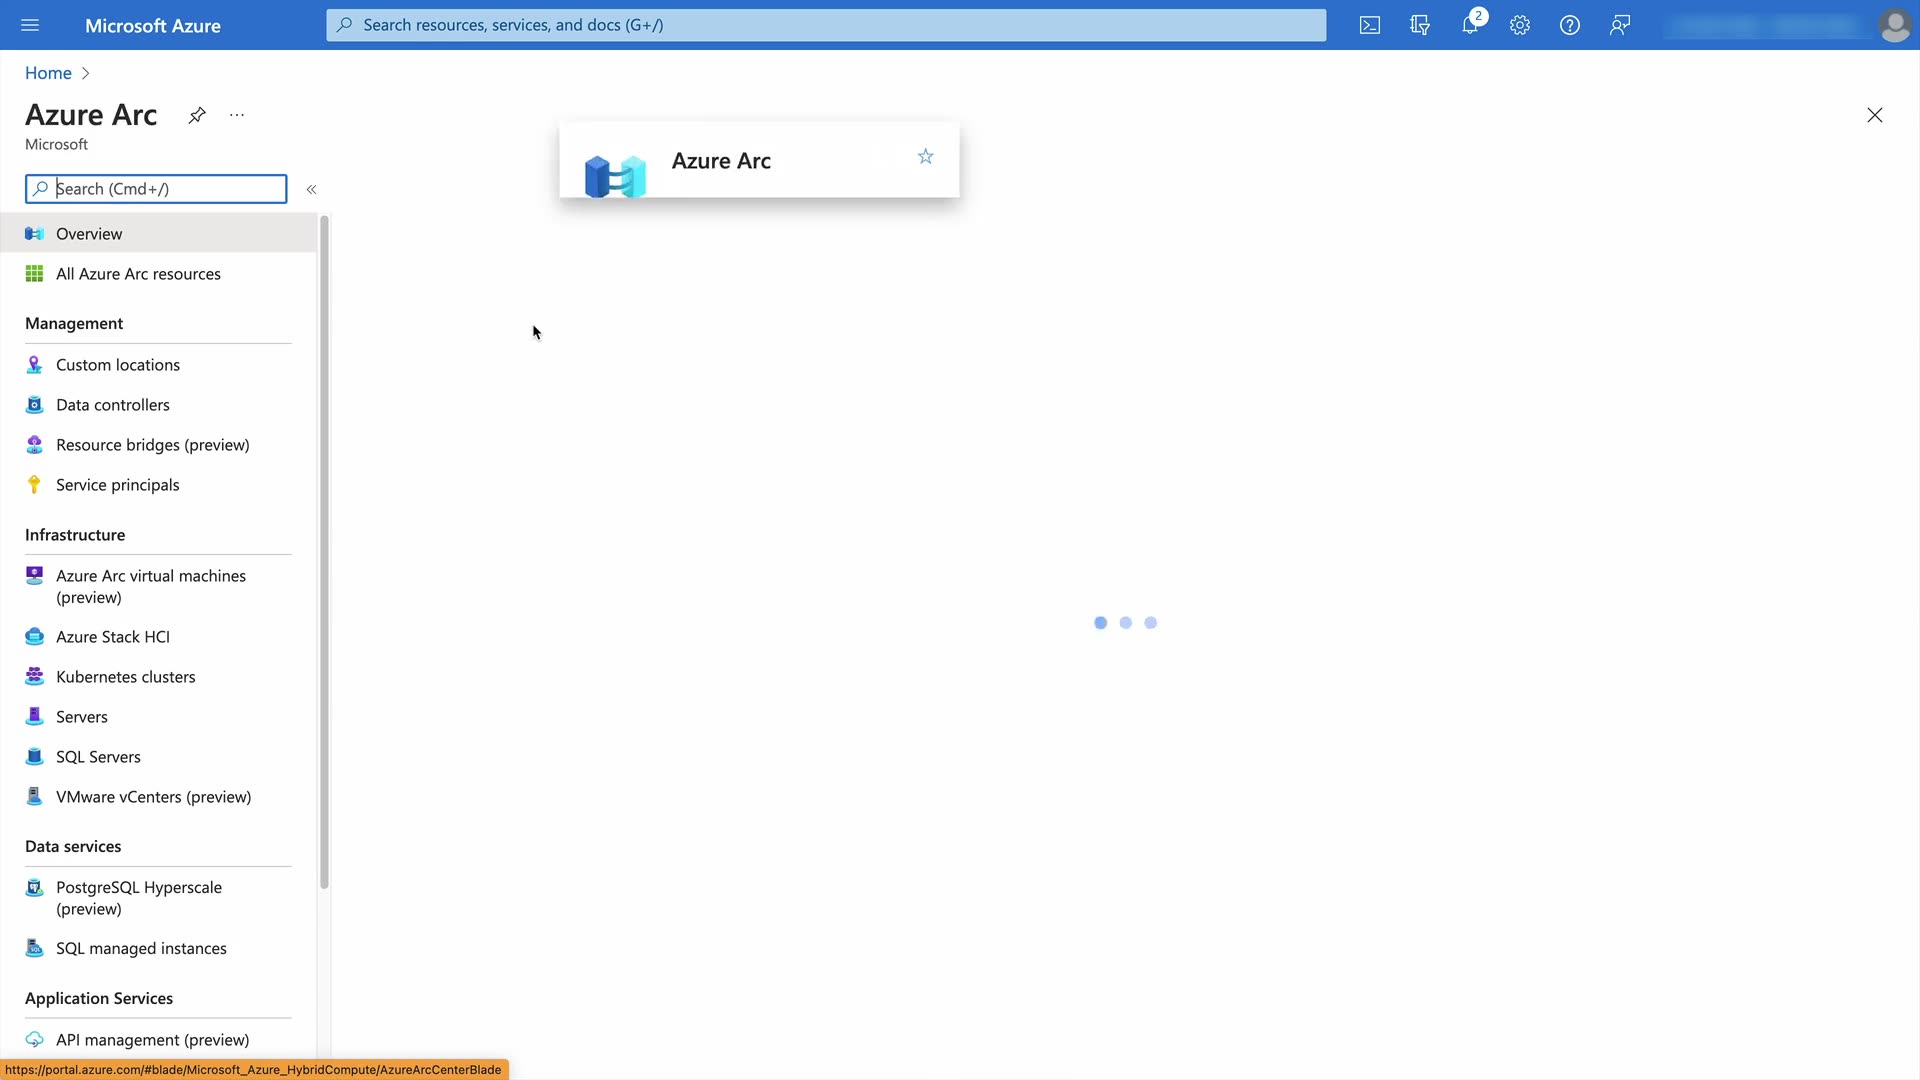 Microsoft Azure
Search resources, services, and docs (G+/)
2
Home
Azure Arc
...
Microsoft
Azure Arc
Search (Cmd+/)
Overview
All Azure Arc resources
Management
Custom locations
Data controllers
Resource bridges (preview)
Service principals
Infrastructure
Azure Arc virtual machines
(preview)
Azure Stack HCI
Kubernetes clusters
Servers
SQL Servers
VMware vCenters (preview)
Data services
PostgreSQL Hyperscale
(preview)
SQL managed instances
Application Services
API management (preview)
https://portal.azure.com/#blade/Microsoft_Azure_HybridCompute/AzureArcCenterBlade